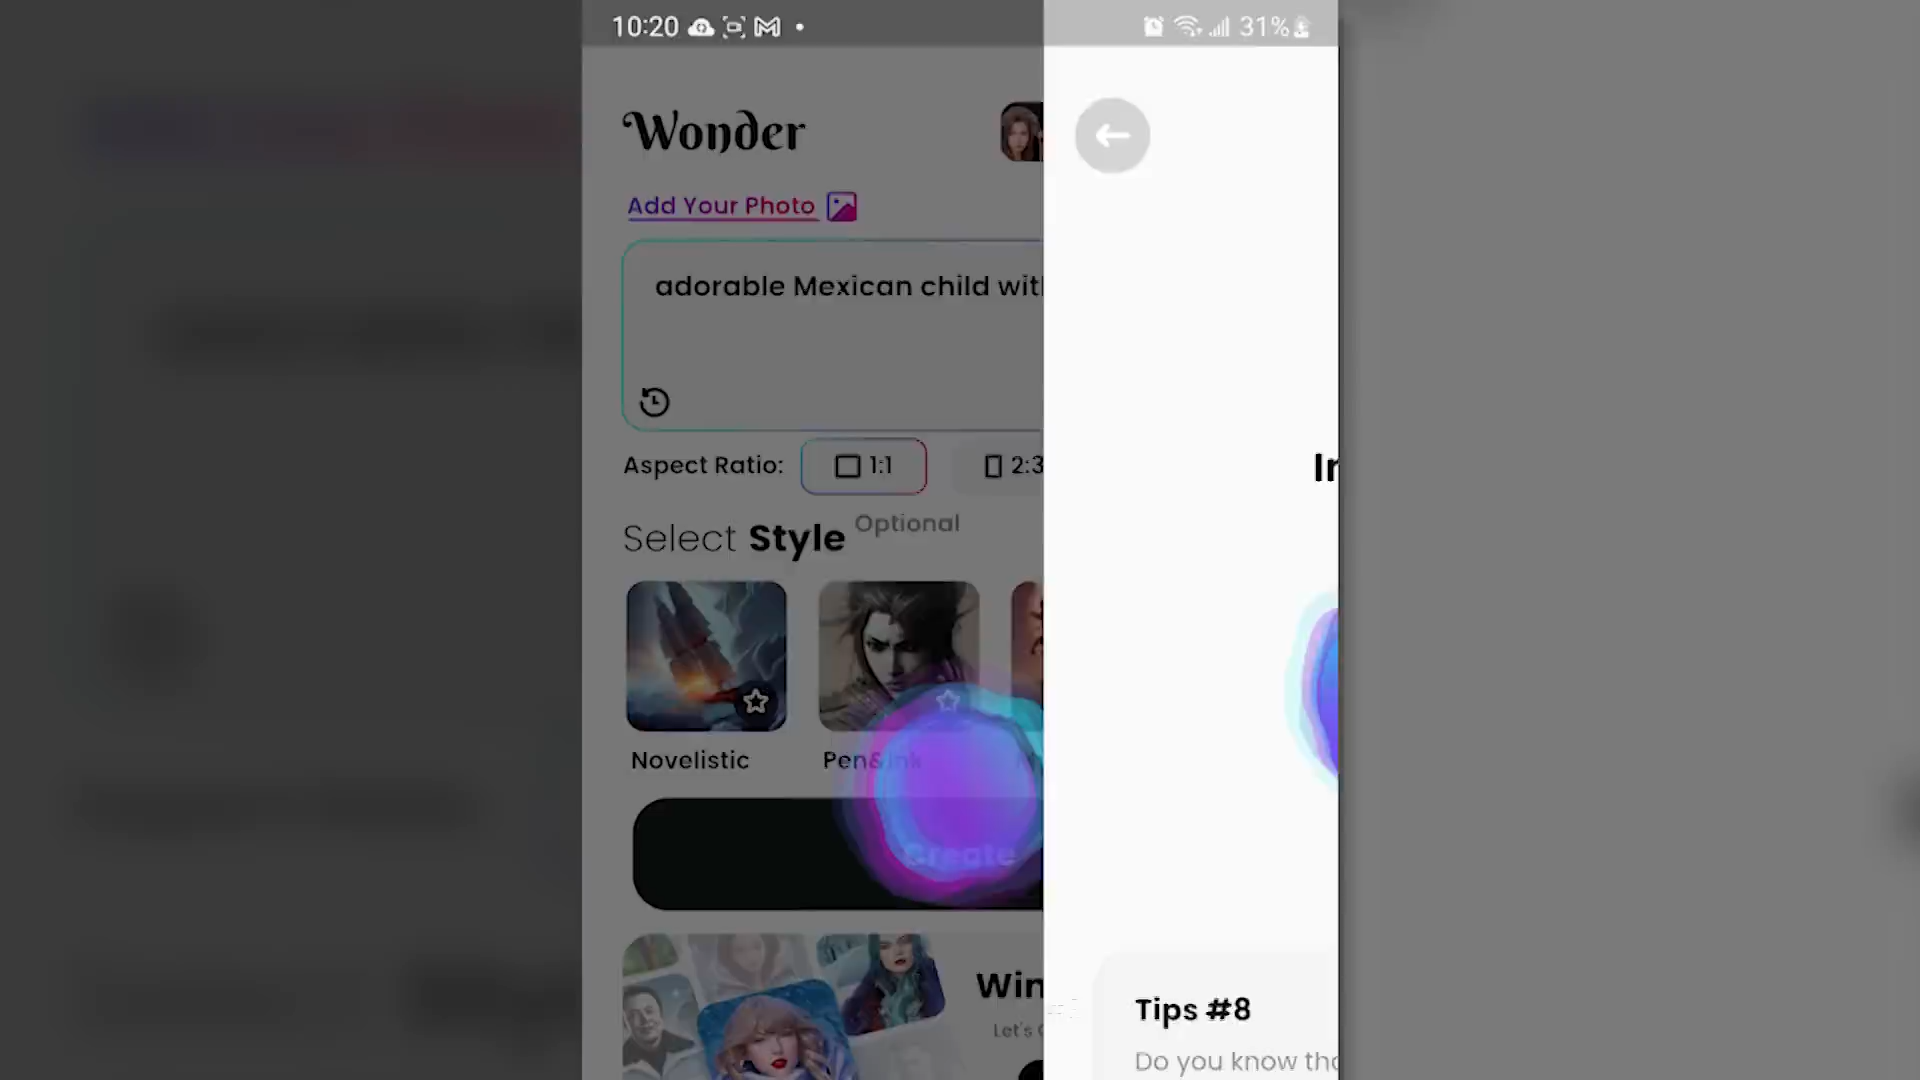 10:20
31%
Wonder
Add Your Photo
adorable Mexican child with
Aspect Ratio: 1:1 2:3
Select Style Optional
Novelistic
Pen&Ink
Create
Win
Let's
Tips #8
Do you know